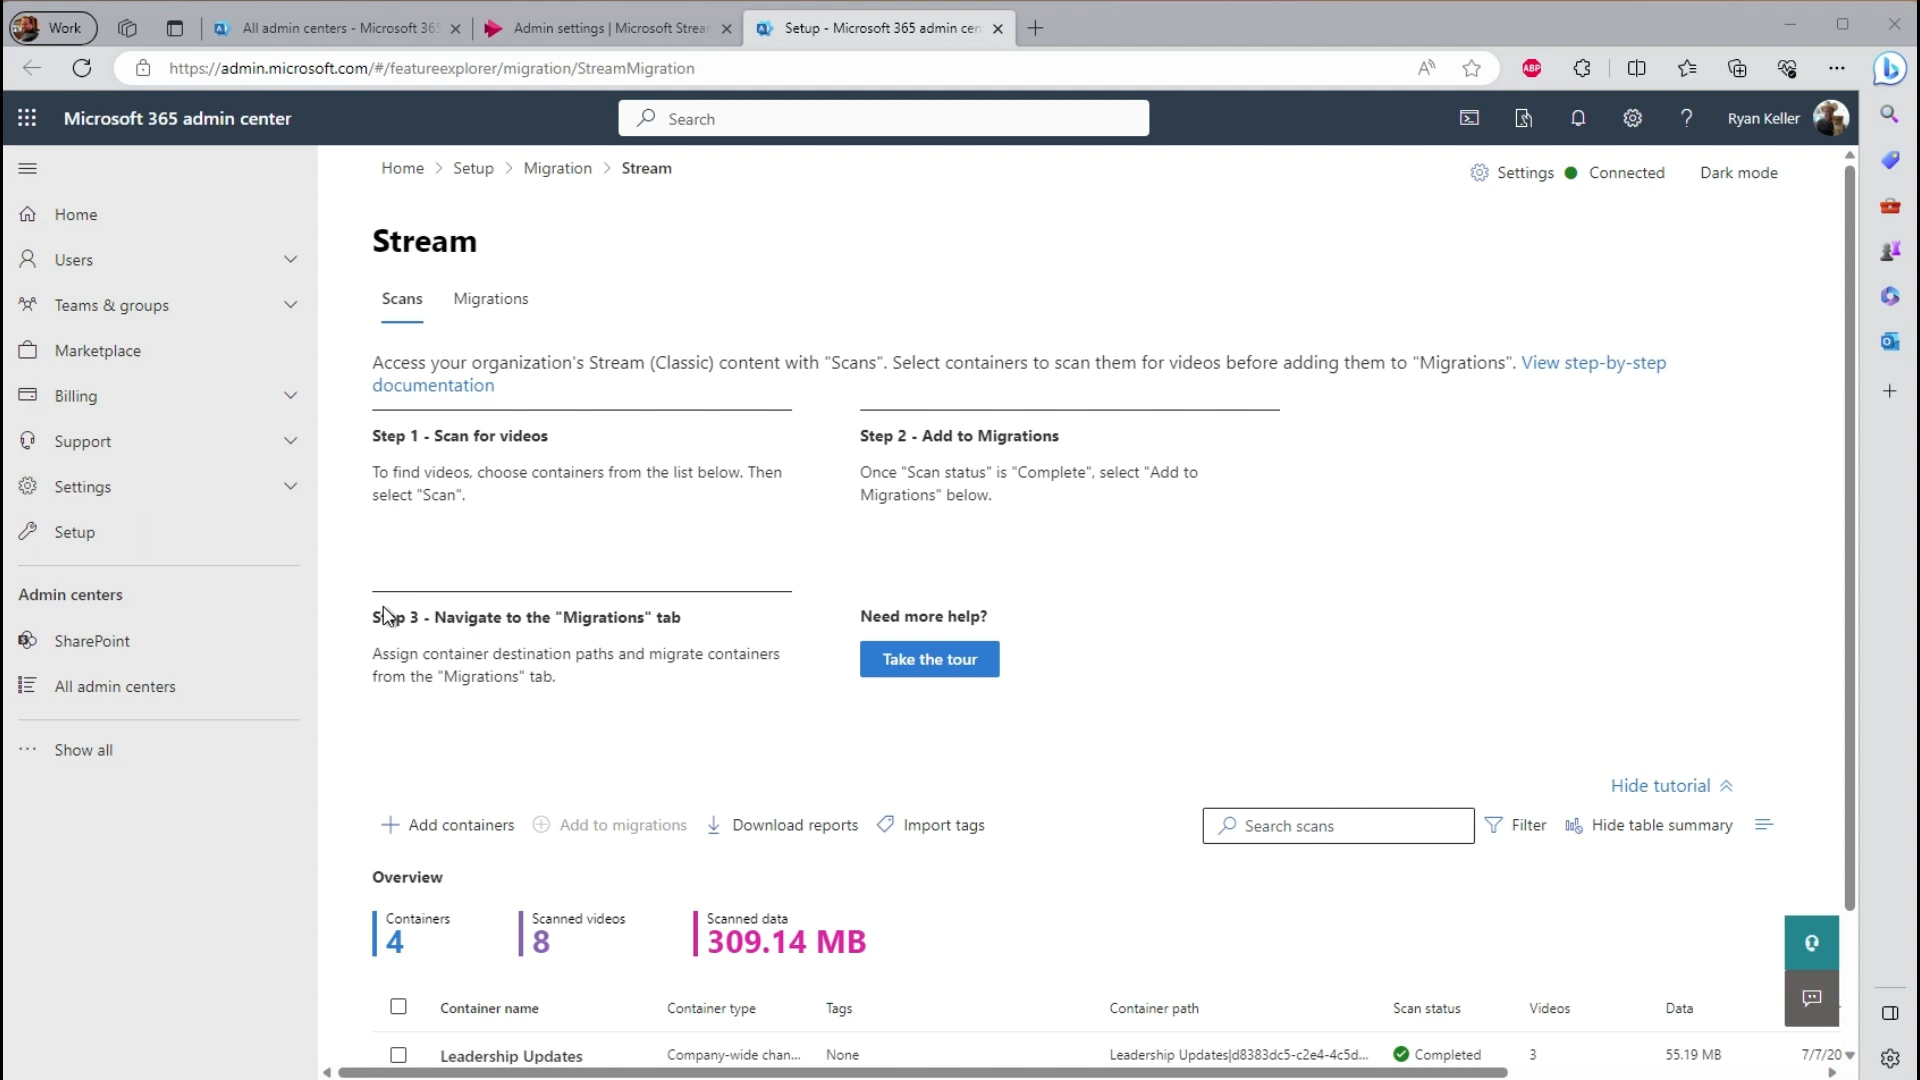 Work
All admin centers - Microsoft 365
Admin settings | Microsoft Strear
Setup - Microsoft 365 admin cen
https://admin.microsoft.com/#/featureexplorer/migration/StreamMigration
ABP
Microsoft 365 admin center
Search
Ryan Keller
Home > Setup > Migration > Stream
Settings
Connected
Dark mode
Home
Users
Teams & groups
Marketplace
Billing
Support
Settings
Setup
Admin centers
SharePoint
All admin centers
Show all
Stream
Scans
Migrations
Access your organization's Stream (Classic) content with "Scans". Select containers to scan them for videos before adding them to "Migrations". View step-by-step
documentation
Step 1 - Scan for videos
To find videos, choose containers from the list below. Then
select "Scan".
Step 2 - Add to Migrations
Once "Scan status" is "Complete", select "Add to
Migrations" below.
Step 3 - Navigate to the "Migrations" tab
Assign container destination paths and migrate containers
from the "Migrations" tab.
Need more help?
Take the tour
Hide tutorial
Add containers
Add to migrations
Download reports
Import tags
Search scans
Filter
Hide table summary
Overview
Containers
4
Scanned videos
8
Scanned data
309.14 MB
Container name Container type Tags Container path Scan status Videos Data
Leadership Updates Company-wide chan... None Leadership Updates|d8383dc5-c2e4-4c5d... Completed 3 55.19 MB 7/7/20